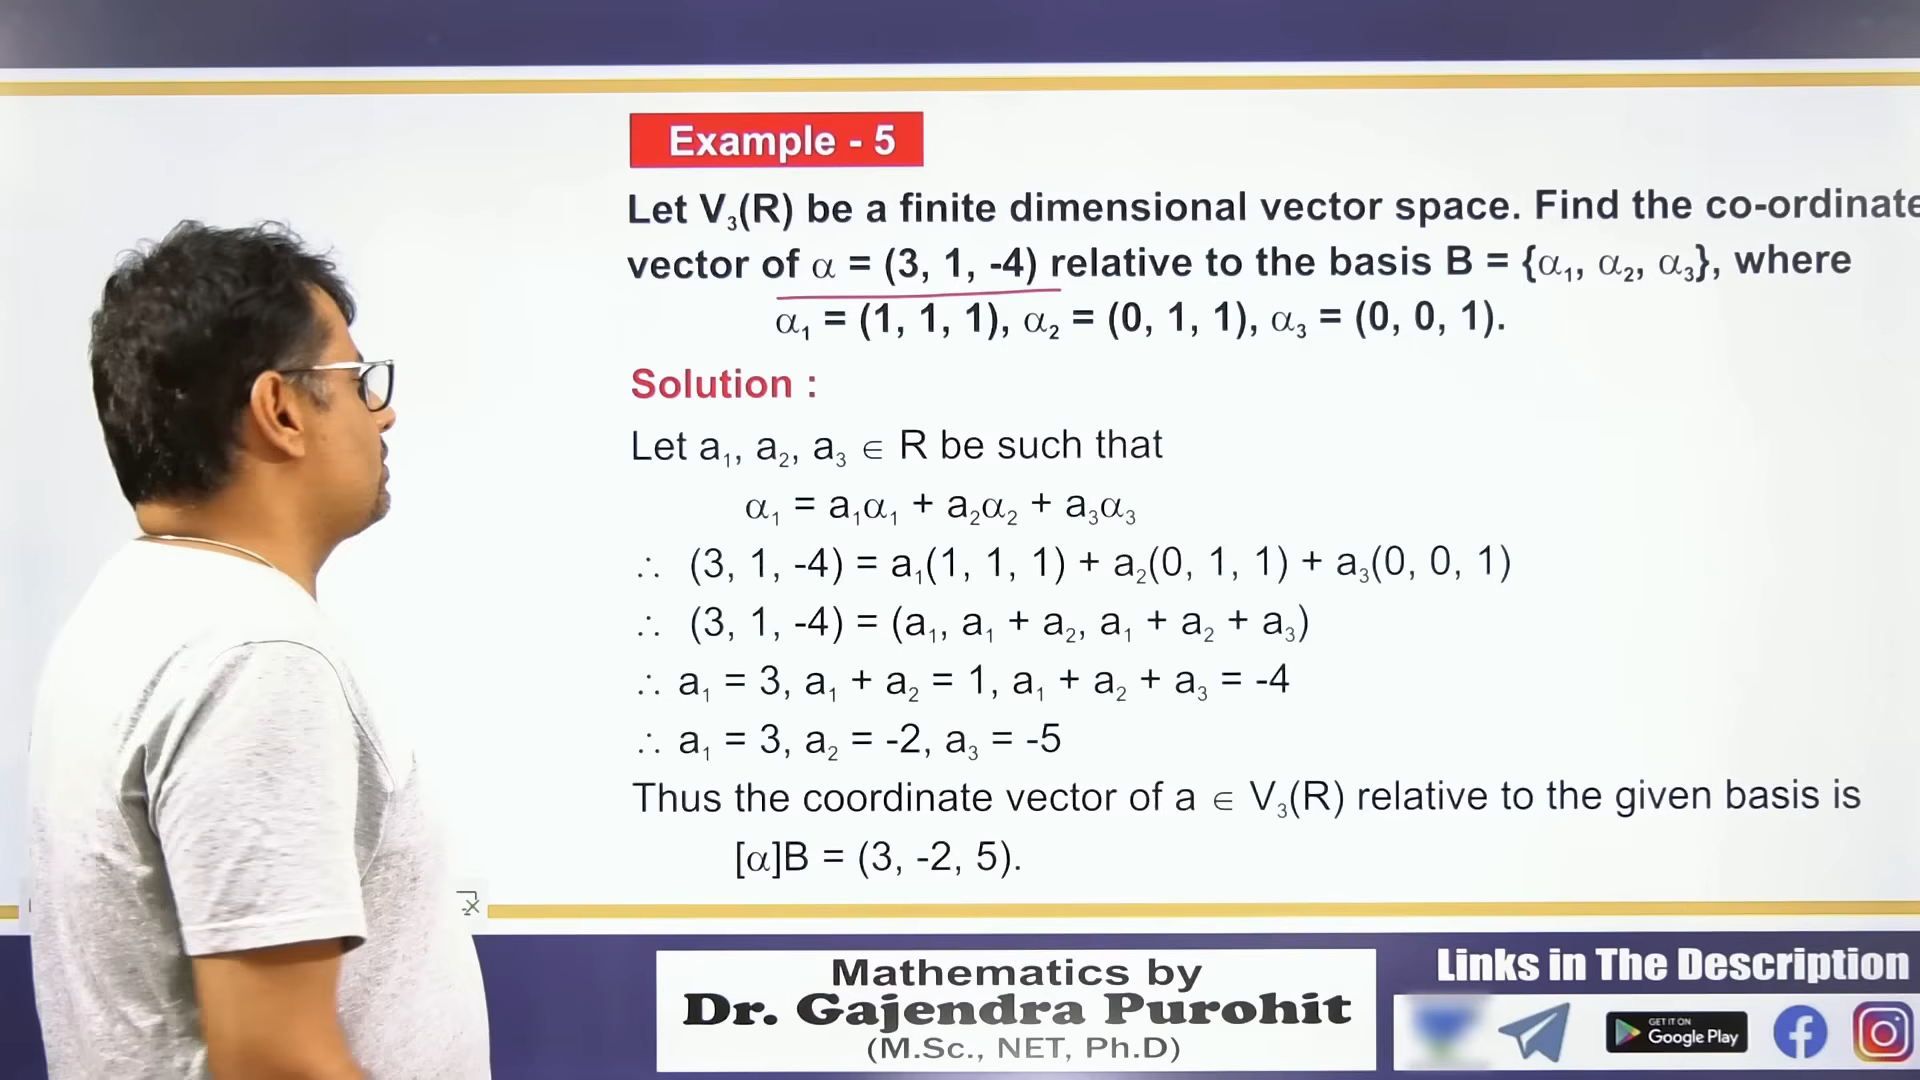 Example - 5
Let V₃(R) be a finite dimensional vector space. Find the co-ordinate
vector of α = (3, 1, -4) relative to the basis B = {α₁, α₂, α₃}, where
α₁ = (1, 1, 1), α₂ = (0, 1, 1), α₃ = (0, 0, 1).
Solution :
Let a₁, a₂, a₃ ∈ R be such that
α₁ = a₁α₁ + a₂α₂ + a₃α₃
∴ (3, 1, -4) = a₁(1, 1, 1) + a₂(0, 1, 1) + a₃(0, 0, 1)
∴ (3, 1, -4) = (a₁, a₁ + a₂, a₁ + a₂ + a₃)
∴ a₁ = 3, a₁ + a₂ = 1, a₁ + a₂ + a₃ = -4
∴ a₁ = 3, a₂ = -2, a₃ = -5
Thus the coordinate vector of a ∈ V₃(R) relative to the given basis is
[α]B = (3, -2, 5).
Mathematics by
Dr. Gajendra Purohit
(M.Sc., NET, Ph.D)
Links in The Description
GET IT ON
Google Play